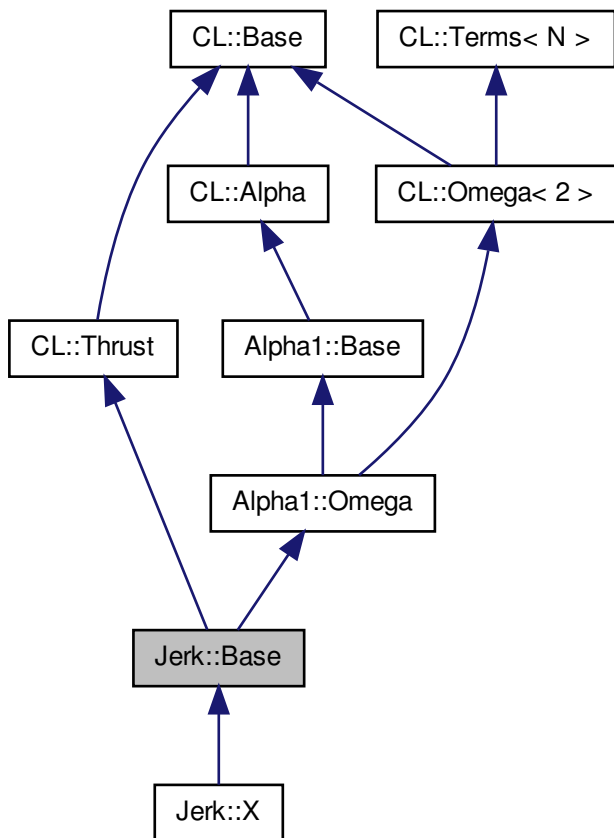 CL::Base
CL::Terms< N >
CL::Alpha
CL::Omega< 2 >
CL::Thrust
Alpha1::Base
Alpha1::Omega
Jerk::Base
Jerk::X